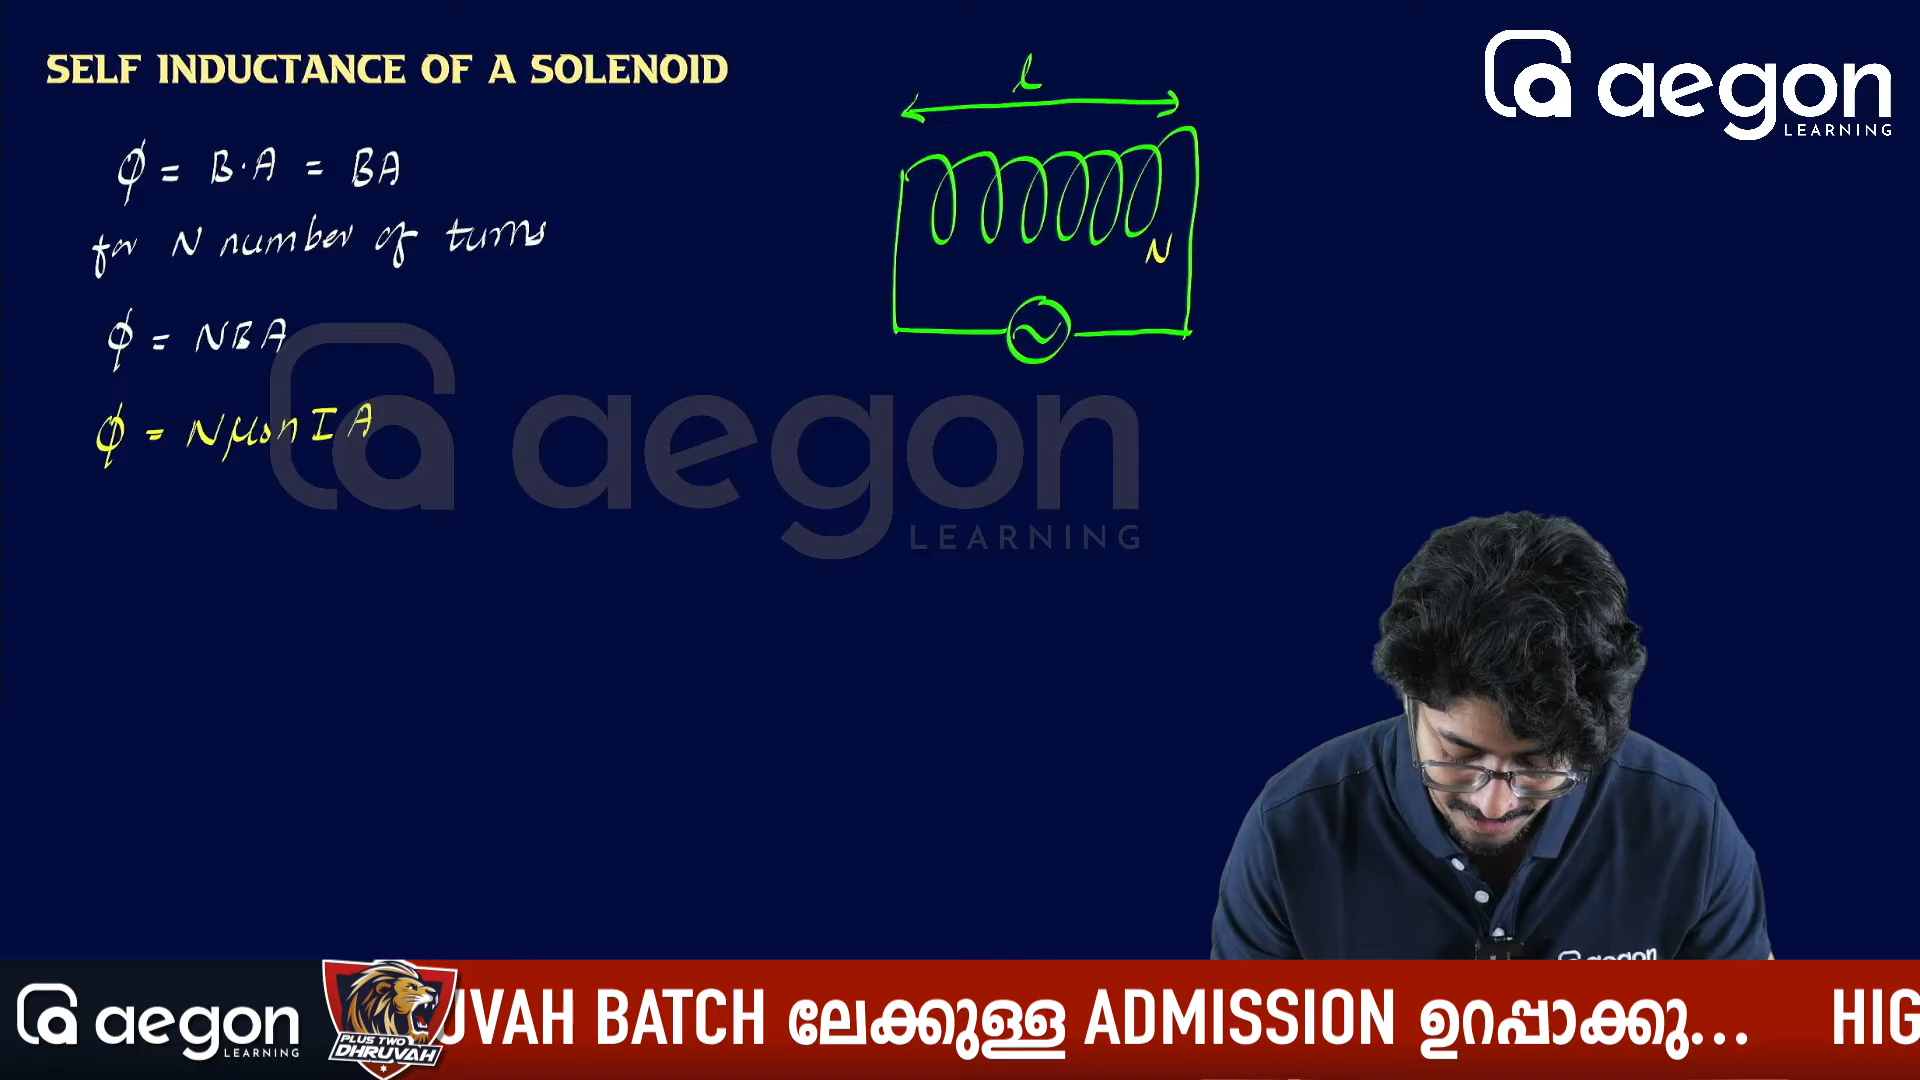 SELF INDUCTANCE OF A SOLENOID
ϕ = B·A = BA
for N number of turns
ϕ = NBA
ϕ = Nμ₀nIA
l
N
aegon
LEARNING
aegon
LEARNING
aegon
aegon
LEARNING
PLUS TWO
DHRUVAH
UVAH BATCH ലേക്കുള്ള ADMISSION ഉറപ്പാക്കൂ... HIG